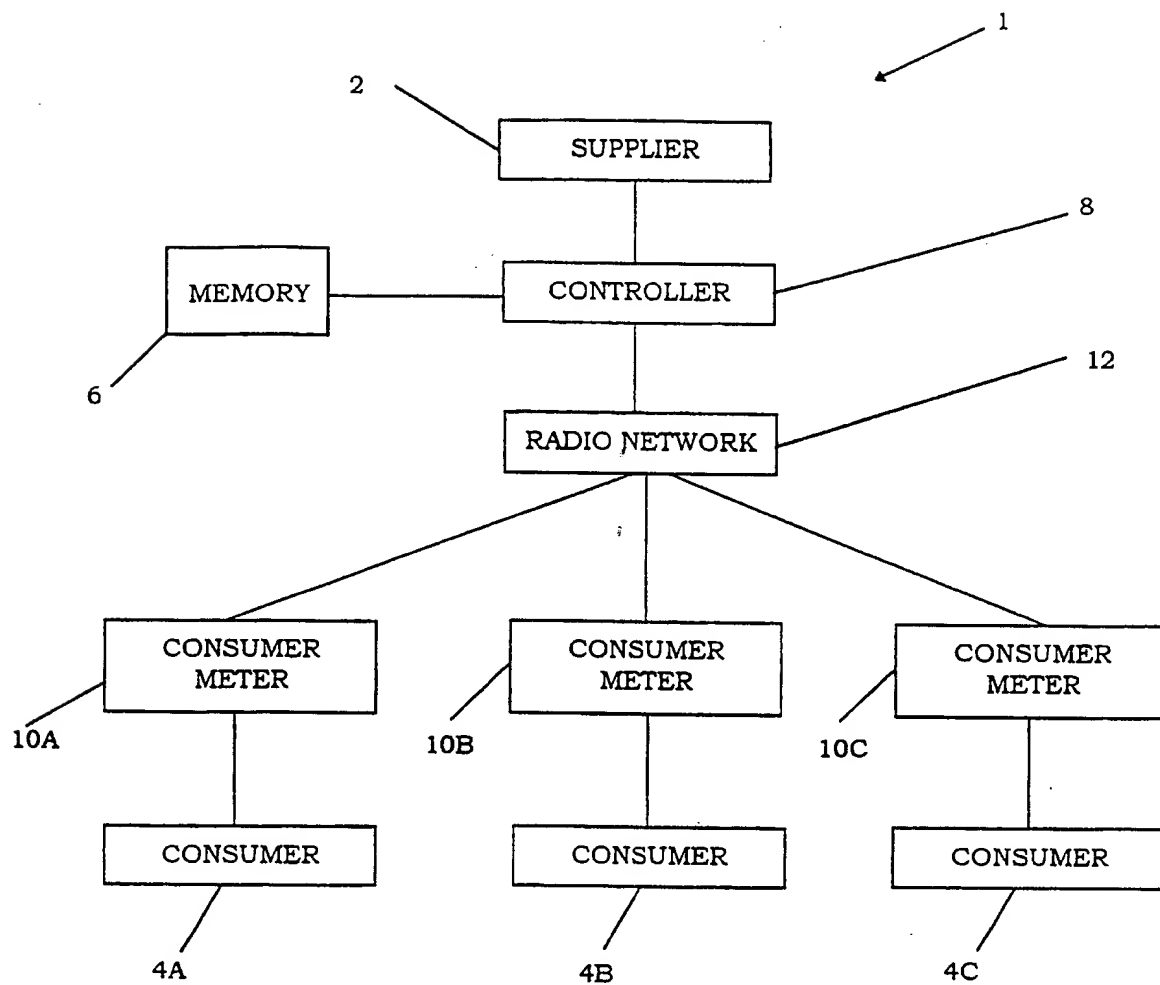 1
2
SUPPLIER
8
MEMORY
CONTROLLER
6
12
RADIO NETWORK
CONSUMER
METER
CONSUMER
METER
CONSUMER
METER
10A
10B
10C
CONSUMER
CONSUMER
CONSUMER
4A
4B
4C